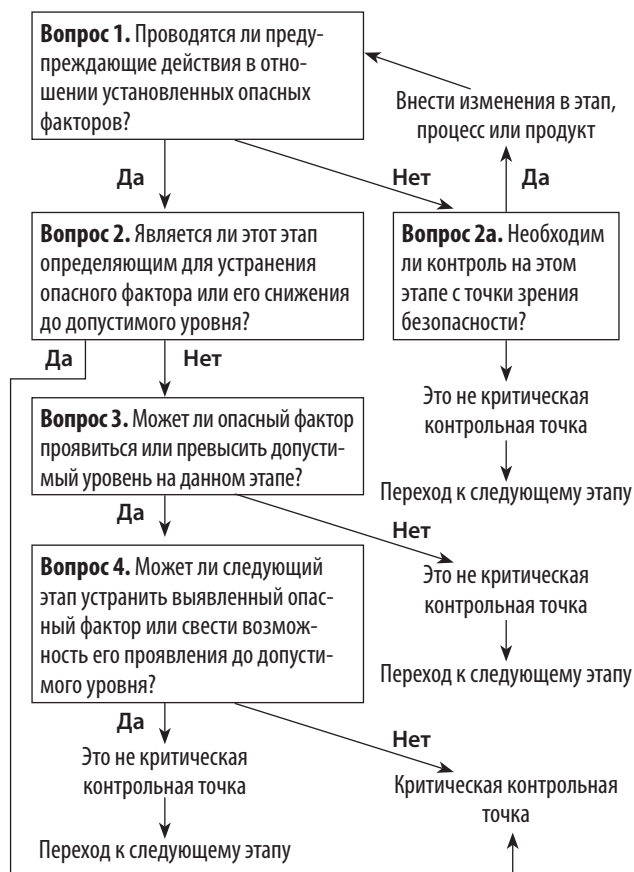 Вопрос 1. Проводятся ли преду-
преждающие действия в отно-
шении установленных опасных
факторов?
Внести изменения в этап,
процесс или продукт
Да
Нет
Да
Вопрос 2. Является ли этот этап
определяющим для устранения
опасного фактора или его снижения
до допустимого уровня?
Вопрос 2а. Необходим
ли контроль на этом
этапе с точки зрения
безопасности?
Да
Нет
Это не критическая
контрольная точка
Переход к следующему этапу
Вопрос 3. Может ли опасный фактор
проявиться или превысить допусти-
мый уровень на данном этапе?
Да
Нет
Это не критическая
контрольная точка
Переход к следующему этапу
Вопрос 4. Может ли следующий
этап устранить выявленный опас-
ный фактор или свести возмож-
ность его проявления до допусти-
мого уровня?
Да
Нет
Это не критическая
контрольная точка
Переход к следующему этапу
Критическая контрольная
точка